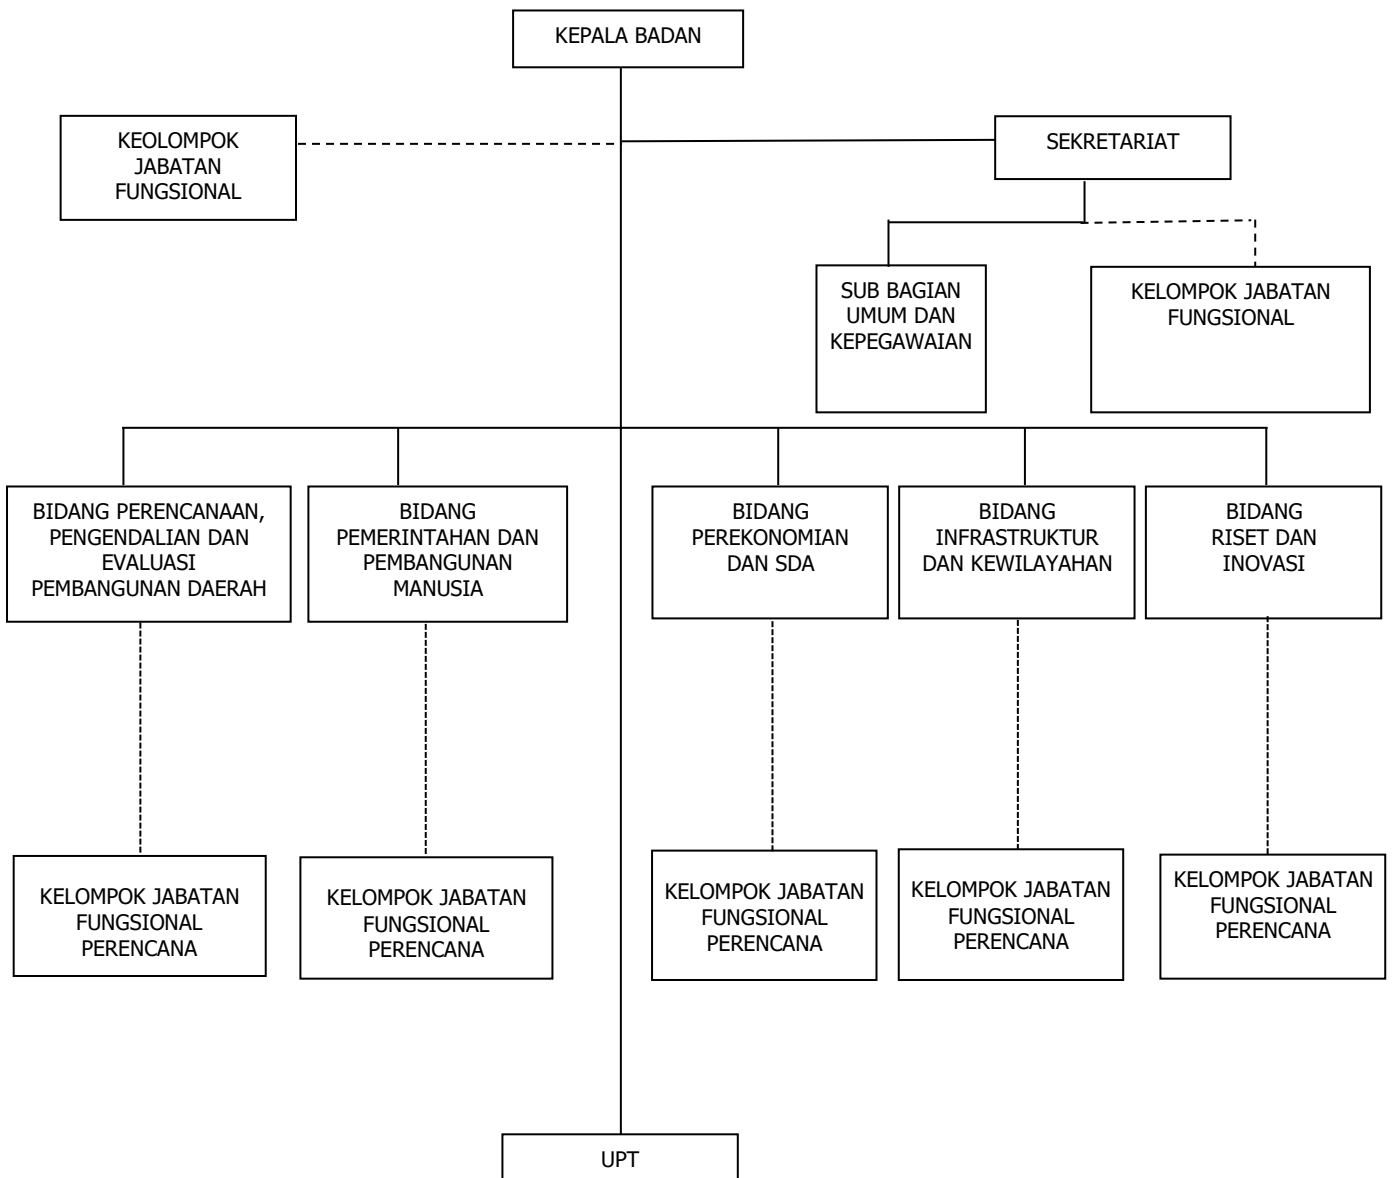 KEPALA BADAN
KEOLOMPOK
JABATAN
FUNGSIONAL
SEKRETARIAT
SUB BAGIAN
UMUM DAN
KEPEGAWAIAN
KELOMPOK JABATAN
FUNGSIONAL
BIDANG PERENCANAAN,
PENGENDALIAN DAN
EVALUASI
PEMBANGUNAN DAERAH
BIDANG
PEMERINTAHAN DAN
PEMBANGUNAN
MANUSIA
BIDANG
PEREKONOMIAN
DAN SDA
BIDANG
INFRASTRUKTUR
DAN KEWILAYAHAN
BIDANG
RISET DAN
INOVASI
KELOMPOK JABATAN
FUNGSIONAL
PERENCANA
KELOMPOK JABATAN
FUNGSIONAL
PERENCANA
KELOMPOK JABATAN
FUNGSIONAL
PERENCANA
KELOMPOK JABATAN
FUNGSIONAL
PERENCANA
KELOMPOK JABATAN
FUNGSIONAL
PERENCANA
UPT